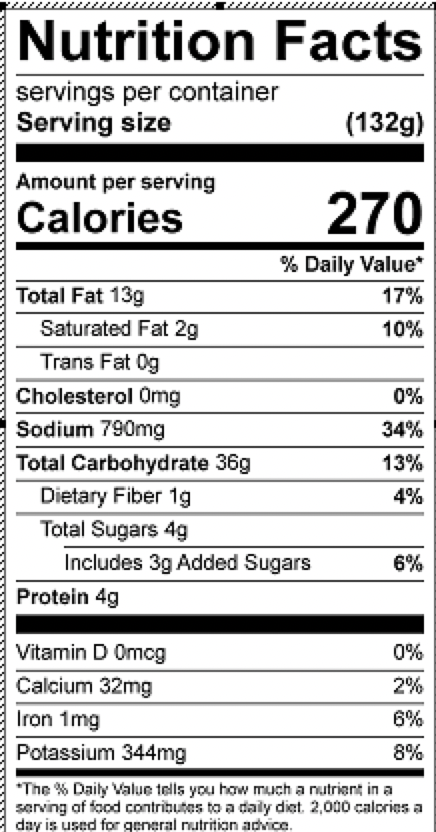 Nutrition Facts
servings per container
Serving size (132g)
Amount per serving
Calories 270
% Daily Value*
Total Fat 13g 17%
Saturated Fat 2g 10%
Trans Fat 0g
Cholesterol 0mg 0%
Sodium 790mg 34%
Total Carbohydrate 36g 13%
Dietary Fiber 1g 4%
Total Sugars 4g
Includes 3g Added Sugars 6%
Protein 4g
Vitamin D 0mcg 0%
Calcium 32mg 2%
Iron 1mg 6%
Potassium 344mg 8%
*The % Daily Value tells you how much a nutrient in a
serving of food contributes to a daily diet. 2,000 calories a
day is used for general nutrition advice.